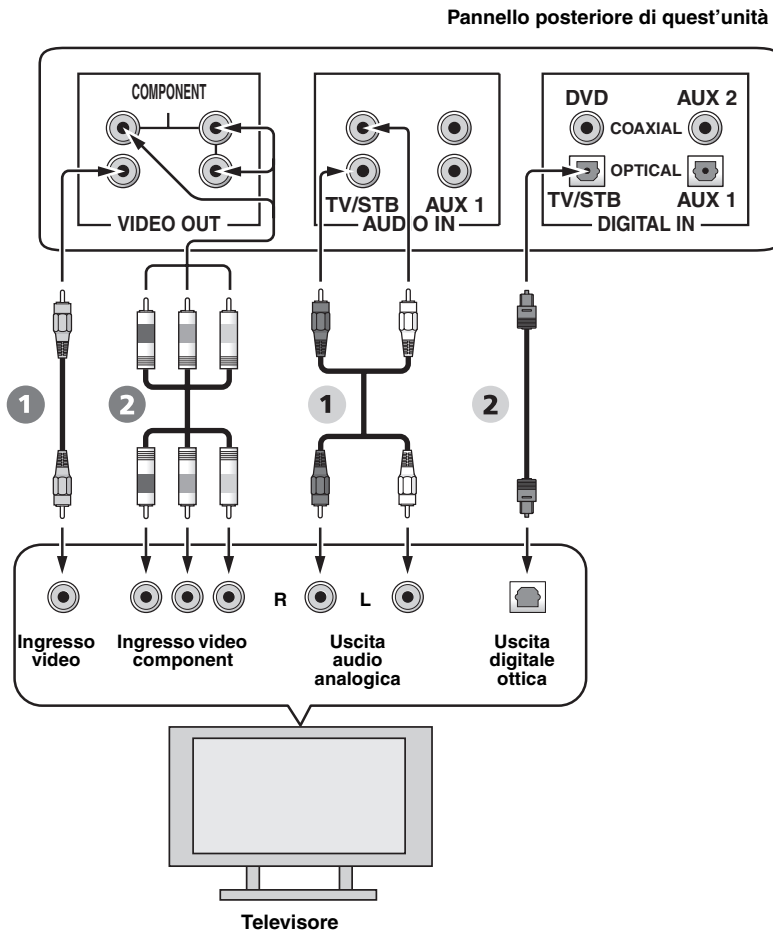 Pannello posteriore di quest'unità
COMPONENT
VIDEO OUT
TV/STB
AUX 1
AUDIO IN
DVD
AUX 2
COAXIAL
OPTICAL
TV/STB
AUX 1
DIGITAL IN
1
2
1
2
R
L
Ingresso
video
Ingresso video
component
Uscita
audio
analogica
Uscita
digitale
ottica
Televisore